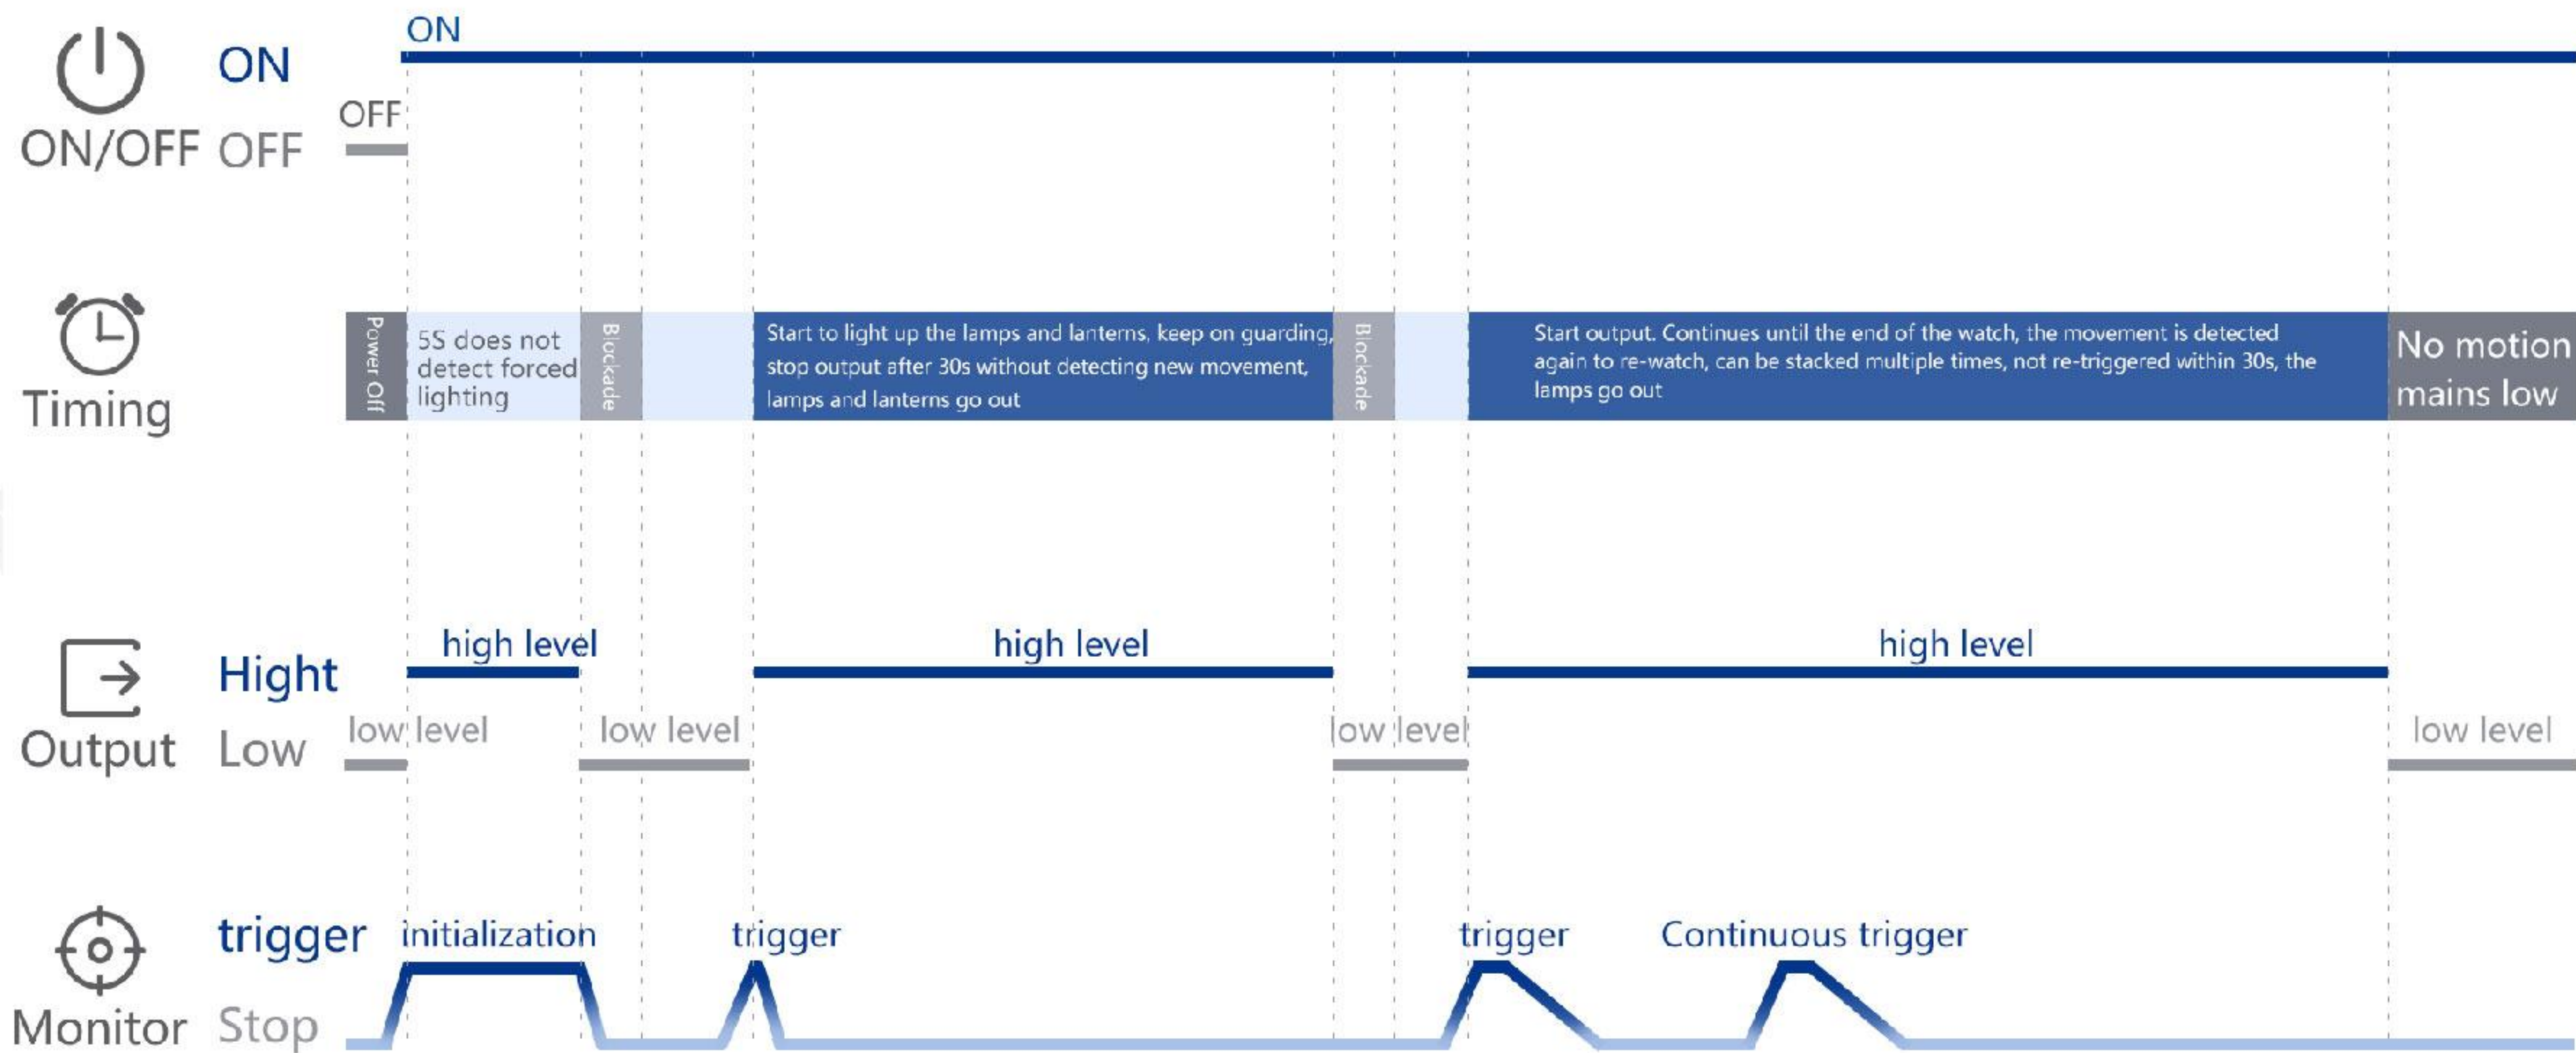 ON
ON
OFF
ON/OFF OFF
Power Off
5S does not
detect forced
lighting
Blockade
Start to light up the lamps and lanterns, keep on guarding,
stop output after 30s without detecting new movement,
lamps and lanterns go out
Blockade
Start output. Continues until the end of the watch, the movement is detected
again to re-watch, can be stacked multiple times, not re-triggered within 30s, the
lamps go out
No motion
mains low
Timing
high level
high level
high level
Hight
low level
low level
low level
low level
Output Low
trigger
initialization
trigger
trigger
Continuous trigger
Monitor Stop